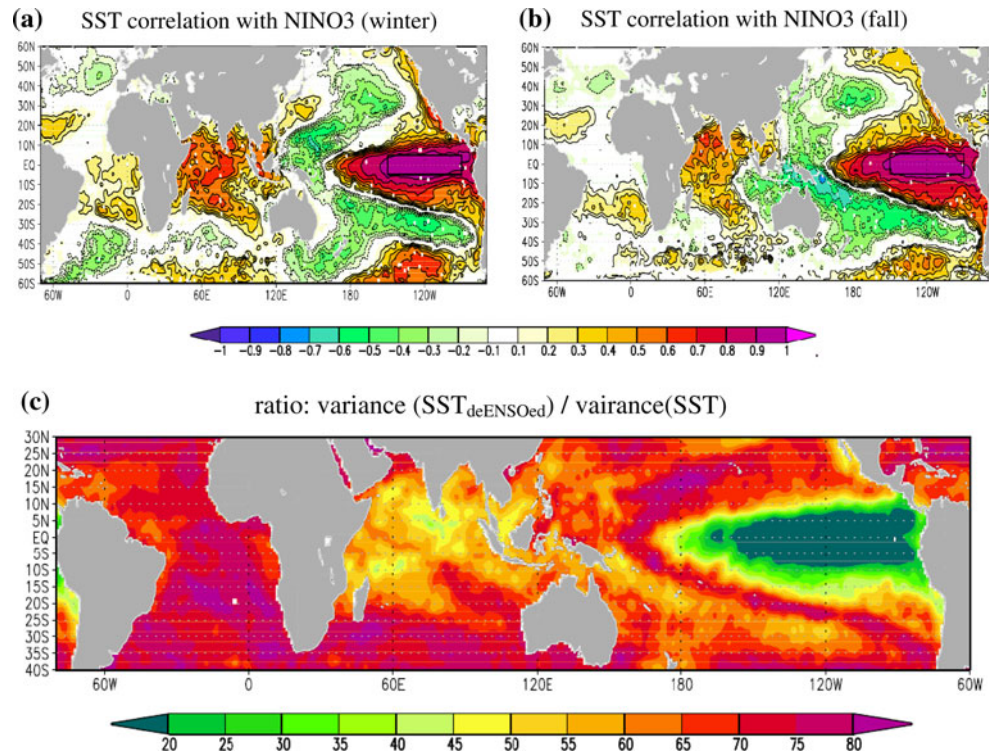 (a) SST correlation with NINO3 (winter)
60N
50N
40N
30N
20N
10N
EQ
10S
20S
30S
40S
50S
60S
60W 0 60E 120E 180 120W
(b) SST correlation with NINO3 (fall)
60N
50N
40N
30N
20N
10N
EQ
10S
20S
30S
40S
50S
60S
60W 0 60E 120E 180 120W
-1 -0.9 -0.8 -0.7 -0.6 -0.5 -0.4 -0.3 -0.2 -0.1 0.1 0.2 0.3 0.4 0.5 0.6 0.7 0.8 0.9 1
(c) ratio: variance (SSTdeENSOed) / vairance(SST)
30N
25N
20N
15N
10N
5N
EQ
5S
10S
15S
20S
25S
30S
35S
40S
60W 0 60E 120E 180 120W 60W
20 25 30 35 40 45 50 55 60 65 70 75 80